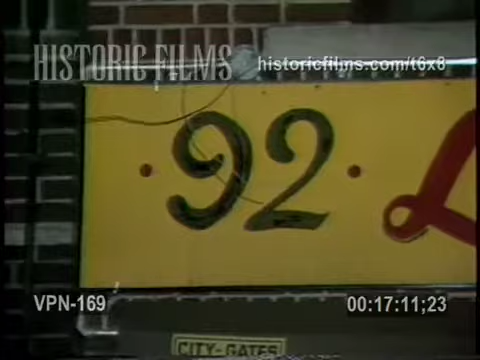 HISTORIC FILMS
historicfilms.com/t6x8
· 92 · L
VPN-169
00:17:11;23
CITY-GATES